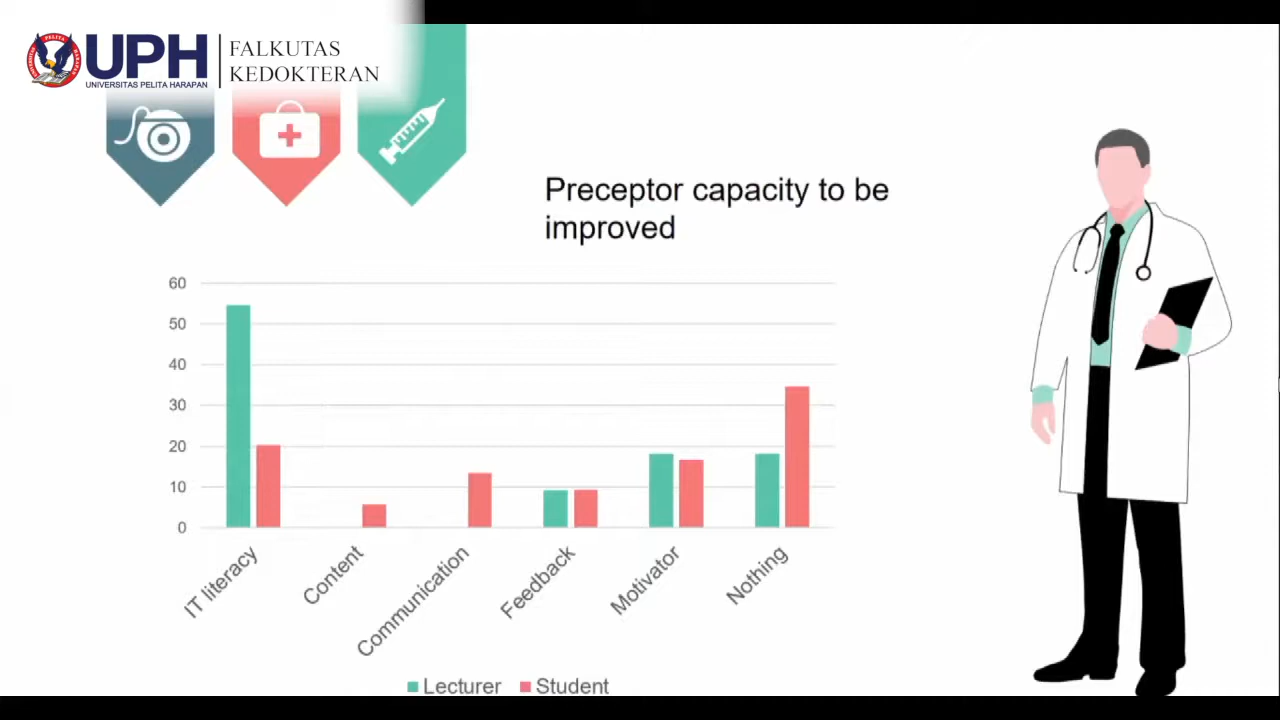 UPH
UNIVERSITAS PELITA HARAPAN
FALKUTAS
KEDOKTERAN
Preceptor capacity to be
improved
60
50
40
30
20
10
0
IT literacy
Content
Communication
Feedback
Motivator
Nothing
Lecturer
Student